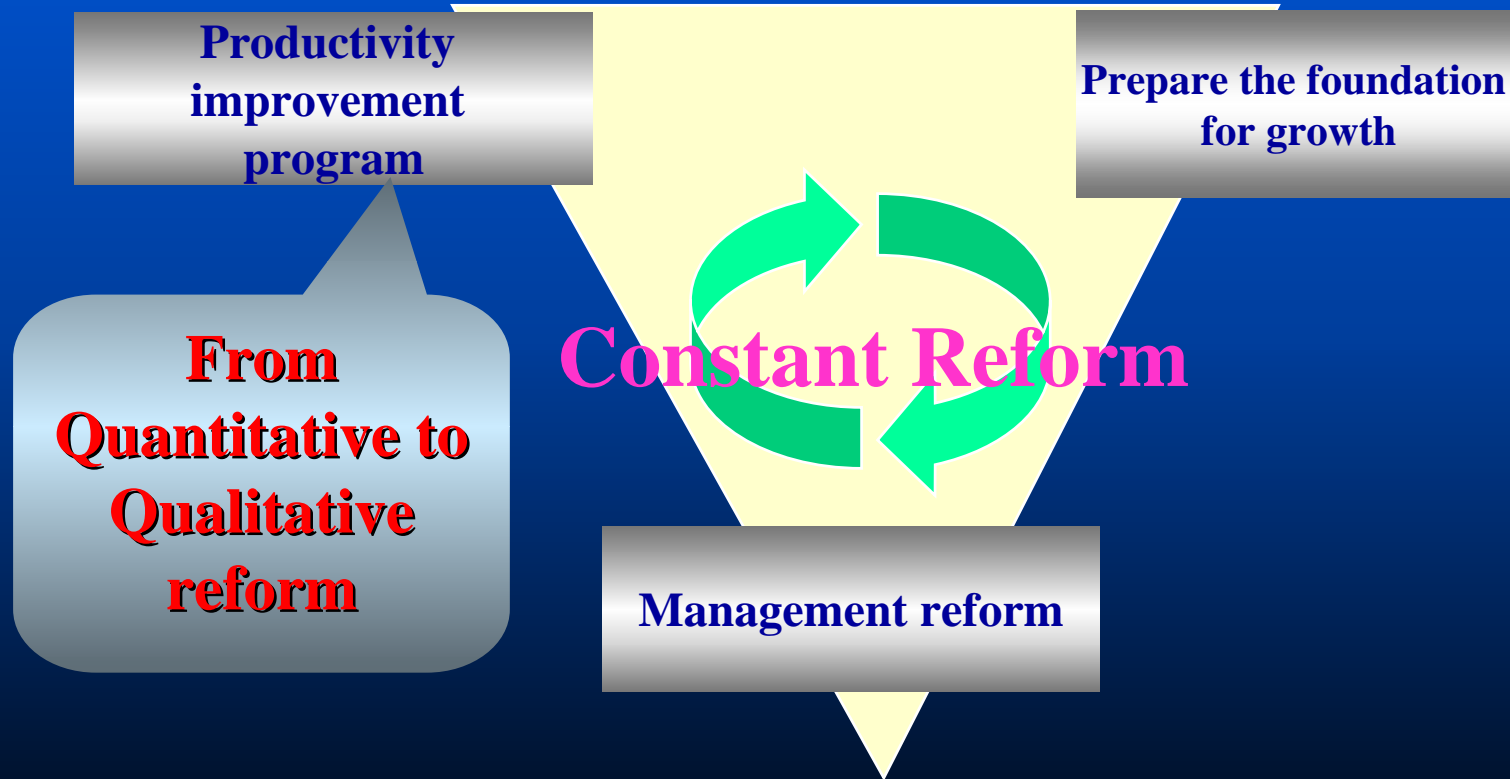 Productivity
improvement
program
Prepare the foundation
for growth
Constant Reform
From
Quantitative to
Qualitative
reform
Management reform